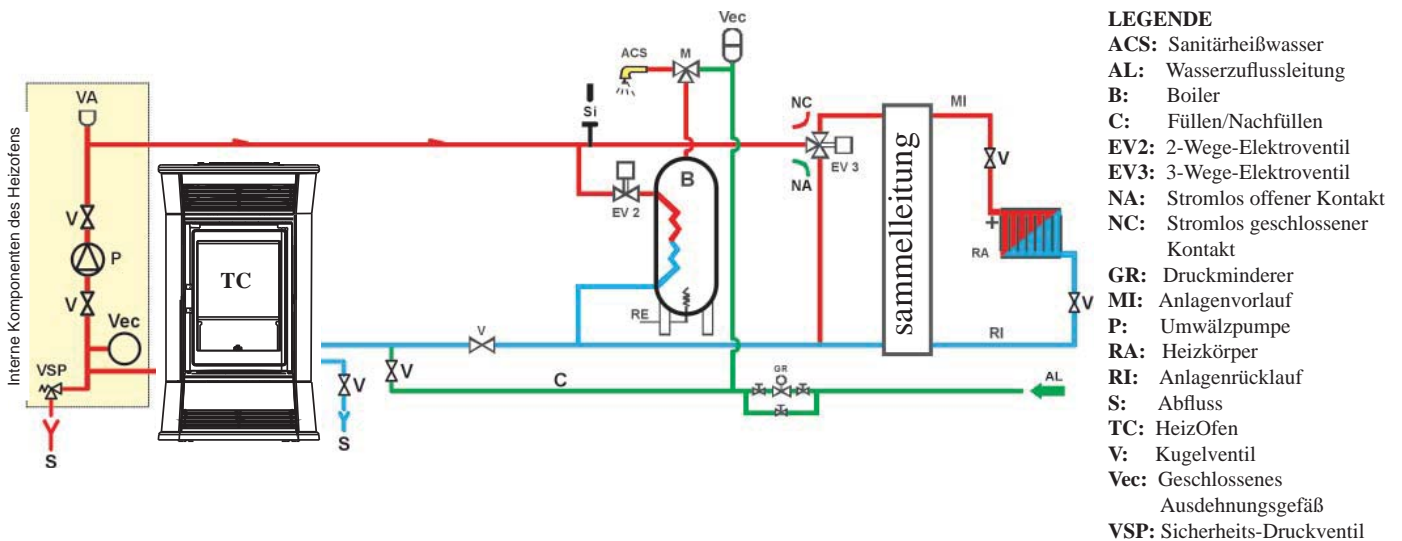 Interne Komponenten des Heizofens
VA
V
P
V
Vec
VSP
S
TC
V
S
V
V
C
Si
EV 2
ACS
M
Vec
B
RE
NC
NA
EV 3
GR
AL
sammelleitung
MI
V
RA
+
V
RI
LEGENDE
ACS: Sanitärheißwasser
AL: Wasserzuflussleitung
B: Boiler
C: Füllen/Nachfüllen
EV2: 2-Wege-Elektroventil
EV3: 3-Wege-Elektroventil
NA: Stromlos offener Kontakt
NC: Stromlos geschlossener
Kontakt
GR: Druckminderer
MI: Anlagenvorlauf
P: Umwälzpumpe
RA: Heizkörper
RI: Anlagenrücklauf
S: Abfluss
TC: HeizOfen
V: Kugelventil
Vec: Geschlossenes
Ausdehnungsgefäß
VSP: Sicherheits-Druckventil